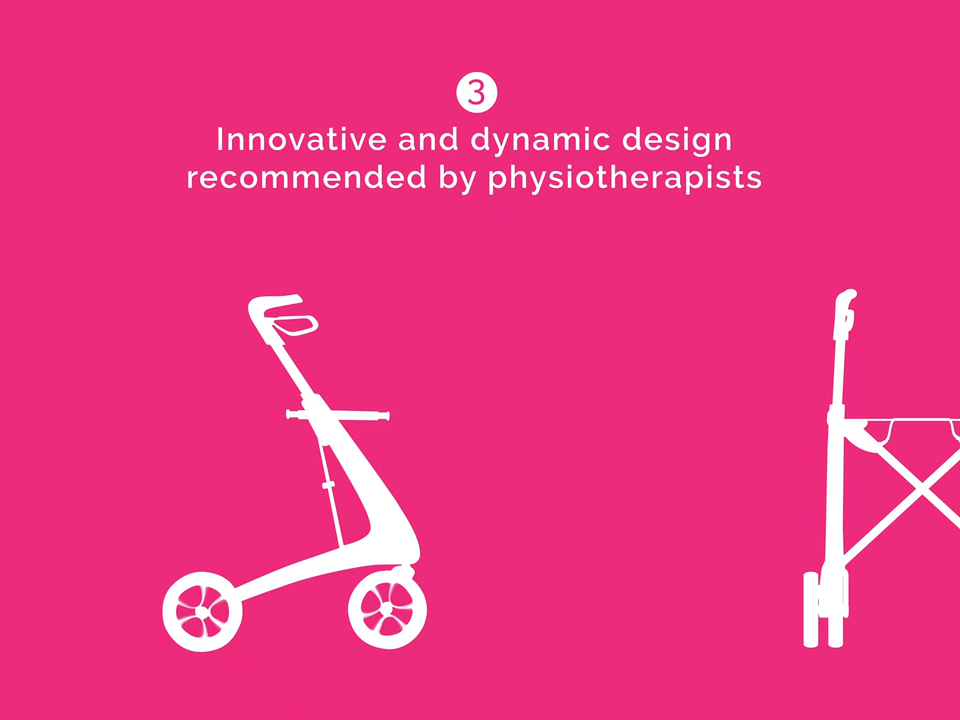 3
Innovative and dynamic design
recommended by physiotherapists